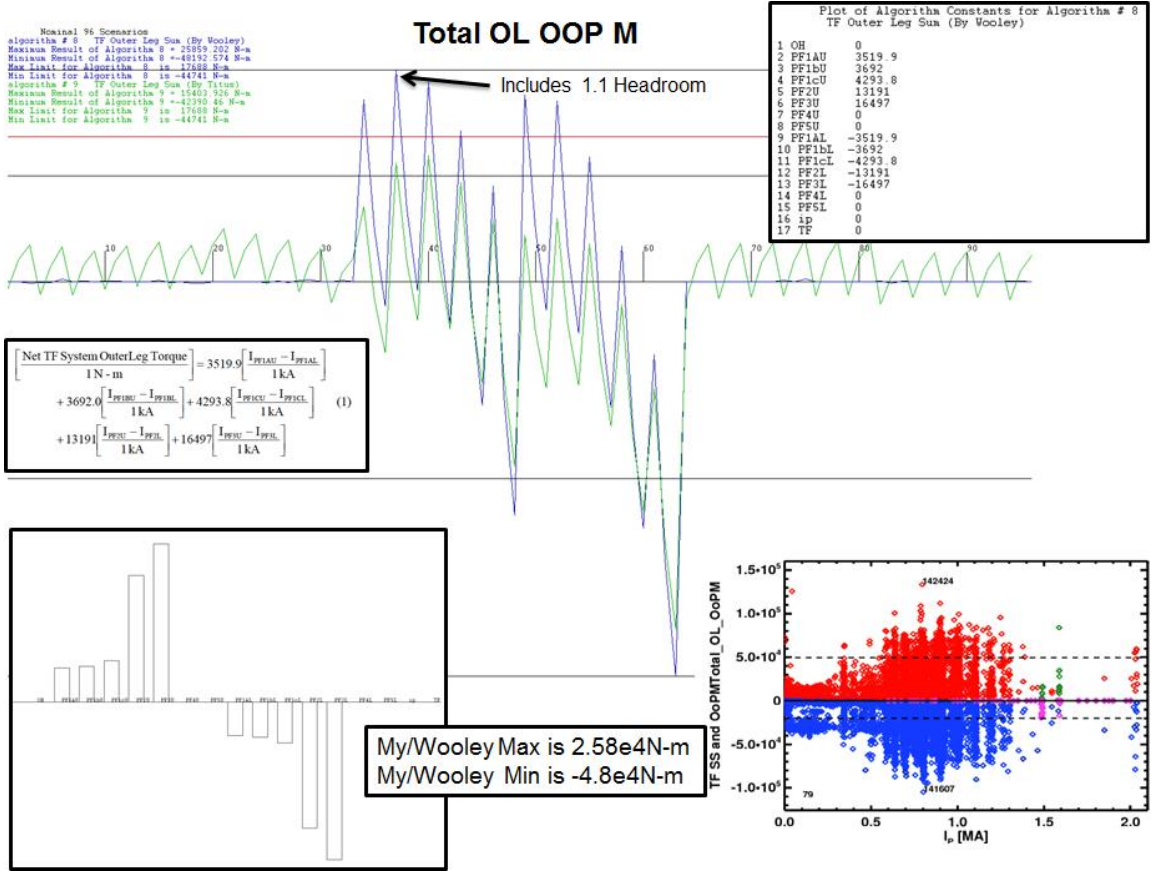 Total OL OOP M
Includes 1.1 Headroom
Nominal 96 Scenarios
algorithm # 8 TF Outer Leg Sum (By Wooley)
Maximum Result of Algorithm 8 = 25859.202 N-m
Minimum Result of Algorithm 8 =-48192.574 N-m
Max Limit for Algorithm 8 is 17688 N-m
Min Limit for Algorithm 8 is -44741 N-m
algorithm # 9 TF Outer Leg Sum (By Titus)
Maximum Result of Algorithm 9 = 15403.926 N-m
Minimum Result of Algorithm 9 =-42390.46 N-m
Max Limit for Algorithm 9 is 17688 N-m
Min Limit for Algorithm 9 is -44741 N-m
Plot of Algorithm Constants for Algorithm # 8
TF Outer Leg Sum (By Wooley)
1 OH 0
2 PF1AU 3519.9
3 PF1bU 3692
4 PF1cU 4293.8
5 PF2U 13191
6 PF3U 16497
7 PF4U 0
8 PF5U 0
9 PF1AL -3519.9
10 PF1bL -3692
11 PF1cL -4293.8
12 PF2L -13191
13 PF3L -16497
14 PF4L 0
15 PF5L 0
16 ip 0
17 TF 0
10 20 30 40 50 60 70 80 90
[Net TF System OuterLeg Torque / 1 N - m] = 3519.9 [I_PF1AU − I_PF1AL / 1 kA]
+ 3692.0 [I_PF1BU − I_PF1BL / 1 kA] + 4293.8 [I_PF1CU − I_PF1CL / 1 kA] (1)
+ 13191 [I_PF2U − I_PF2L / 1 kA] + 16497 [I_PF3U − I_PF3L / 1 kA]
My/Wooley Max is 2.58e4N-m
My/Wooley Min is -4.8e4N-m
TF SS and OoPMTotal_OL_OoPM
1.5•10⁵
1.0•10⁵
5.0•10⁴
0
-5.0•10⁴
-1.0•10⁵
142424
141607
79
0.0 0.5 1.0 1.5 2.0
Iₚ [MA]